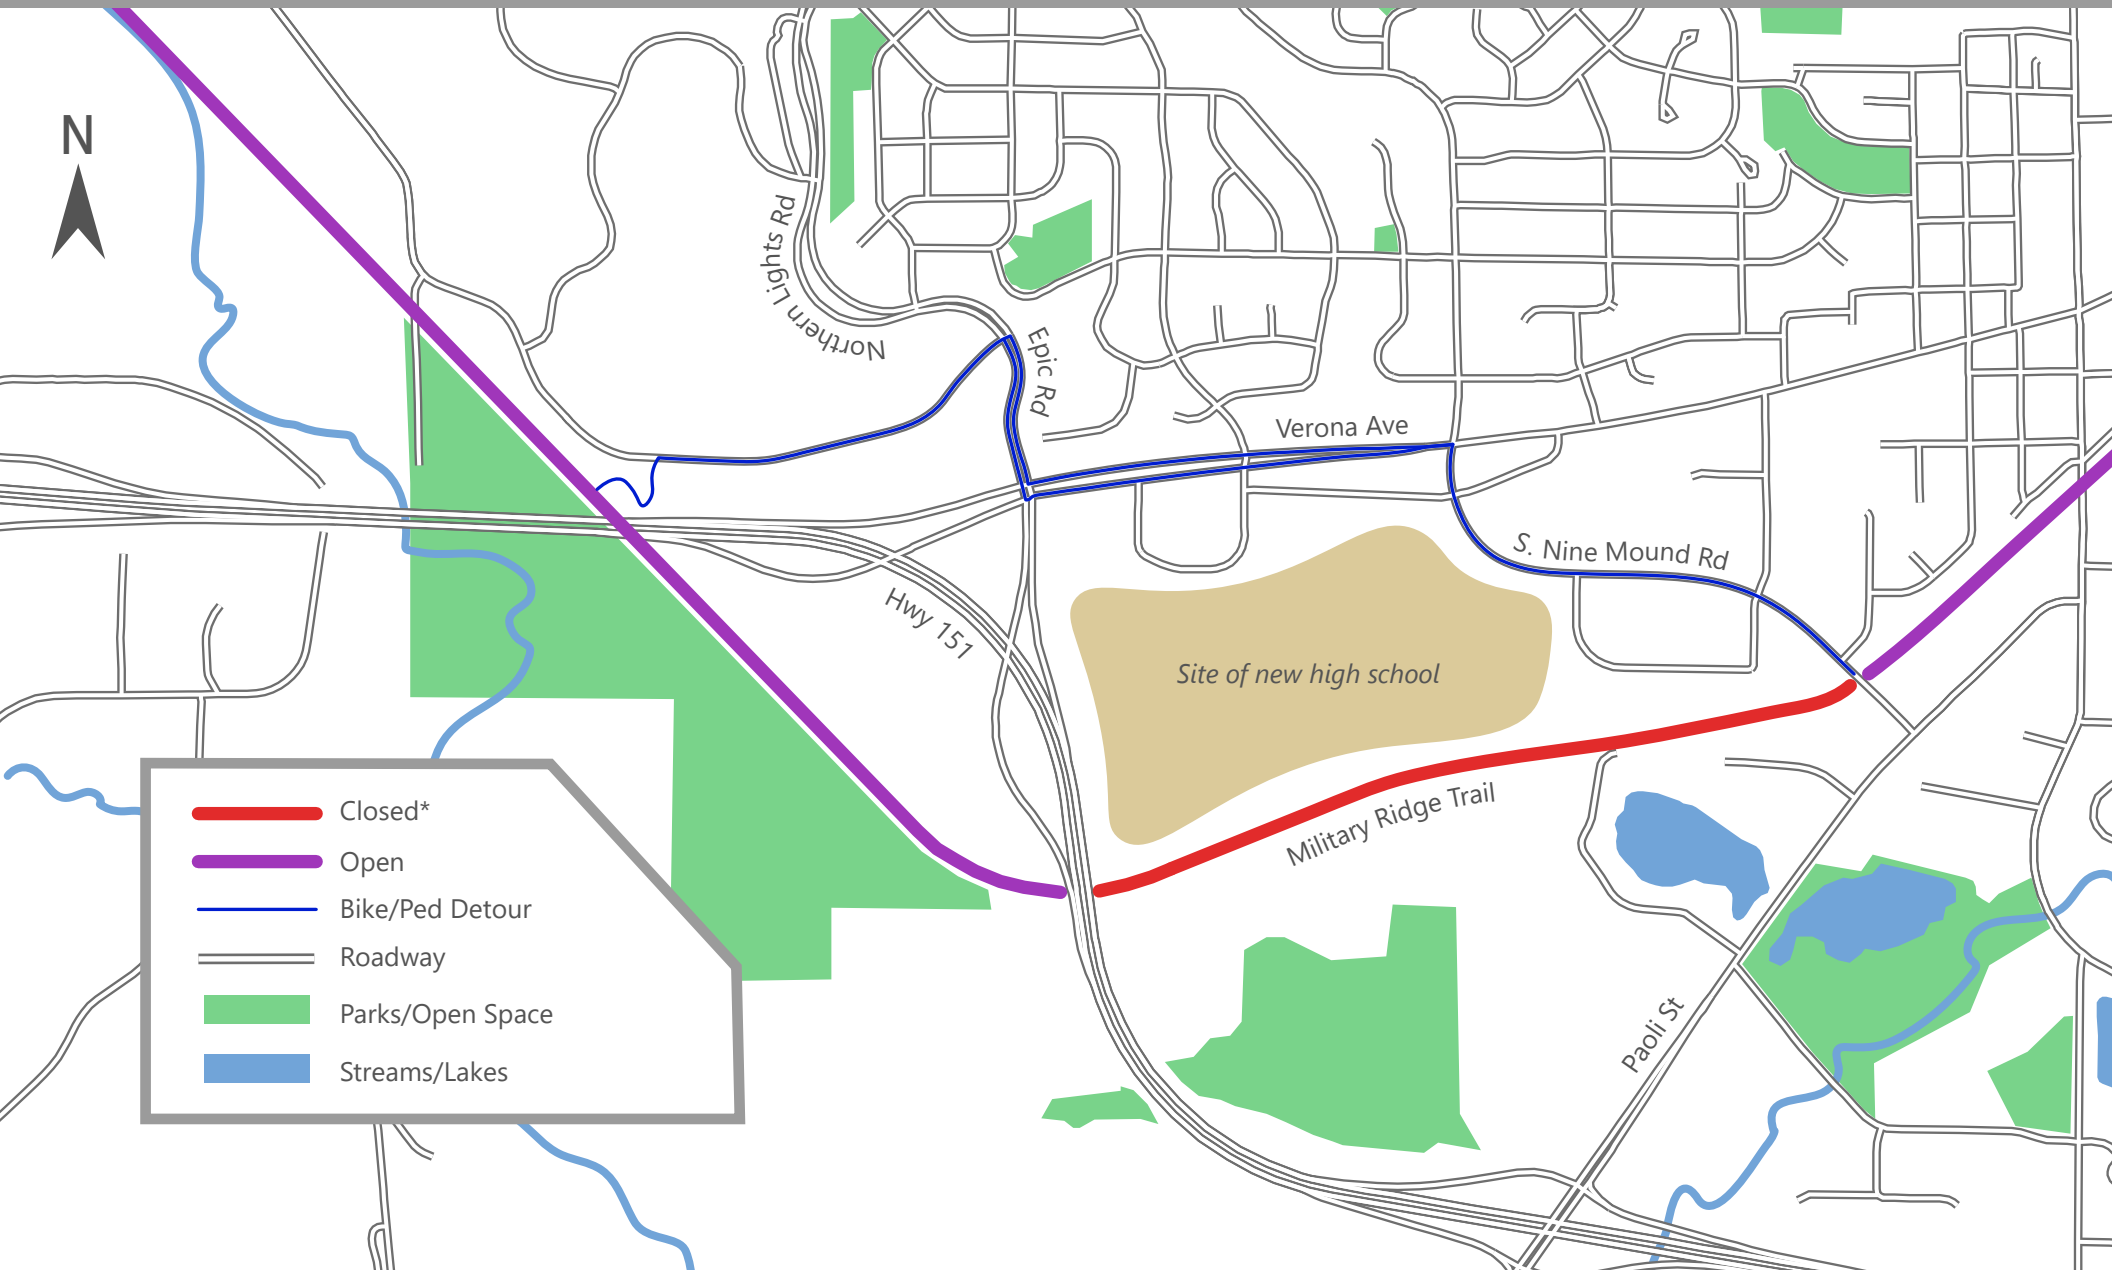 N
Northern Lights Rd
Epic Rd
Verona Ave
S. Nine Mound Rd
Hwy 151
Site of new high school
Military Ridge Trail
Paoli St
Closed*
Open
Bike/Ped Detour
Roadway
Parks/Open Space
Streams/Lakes